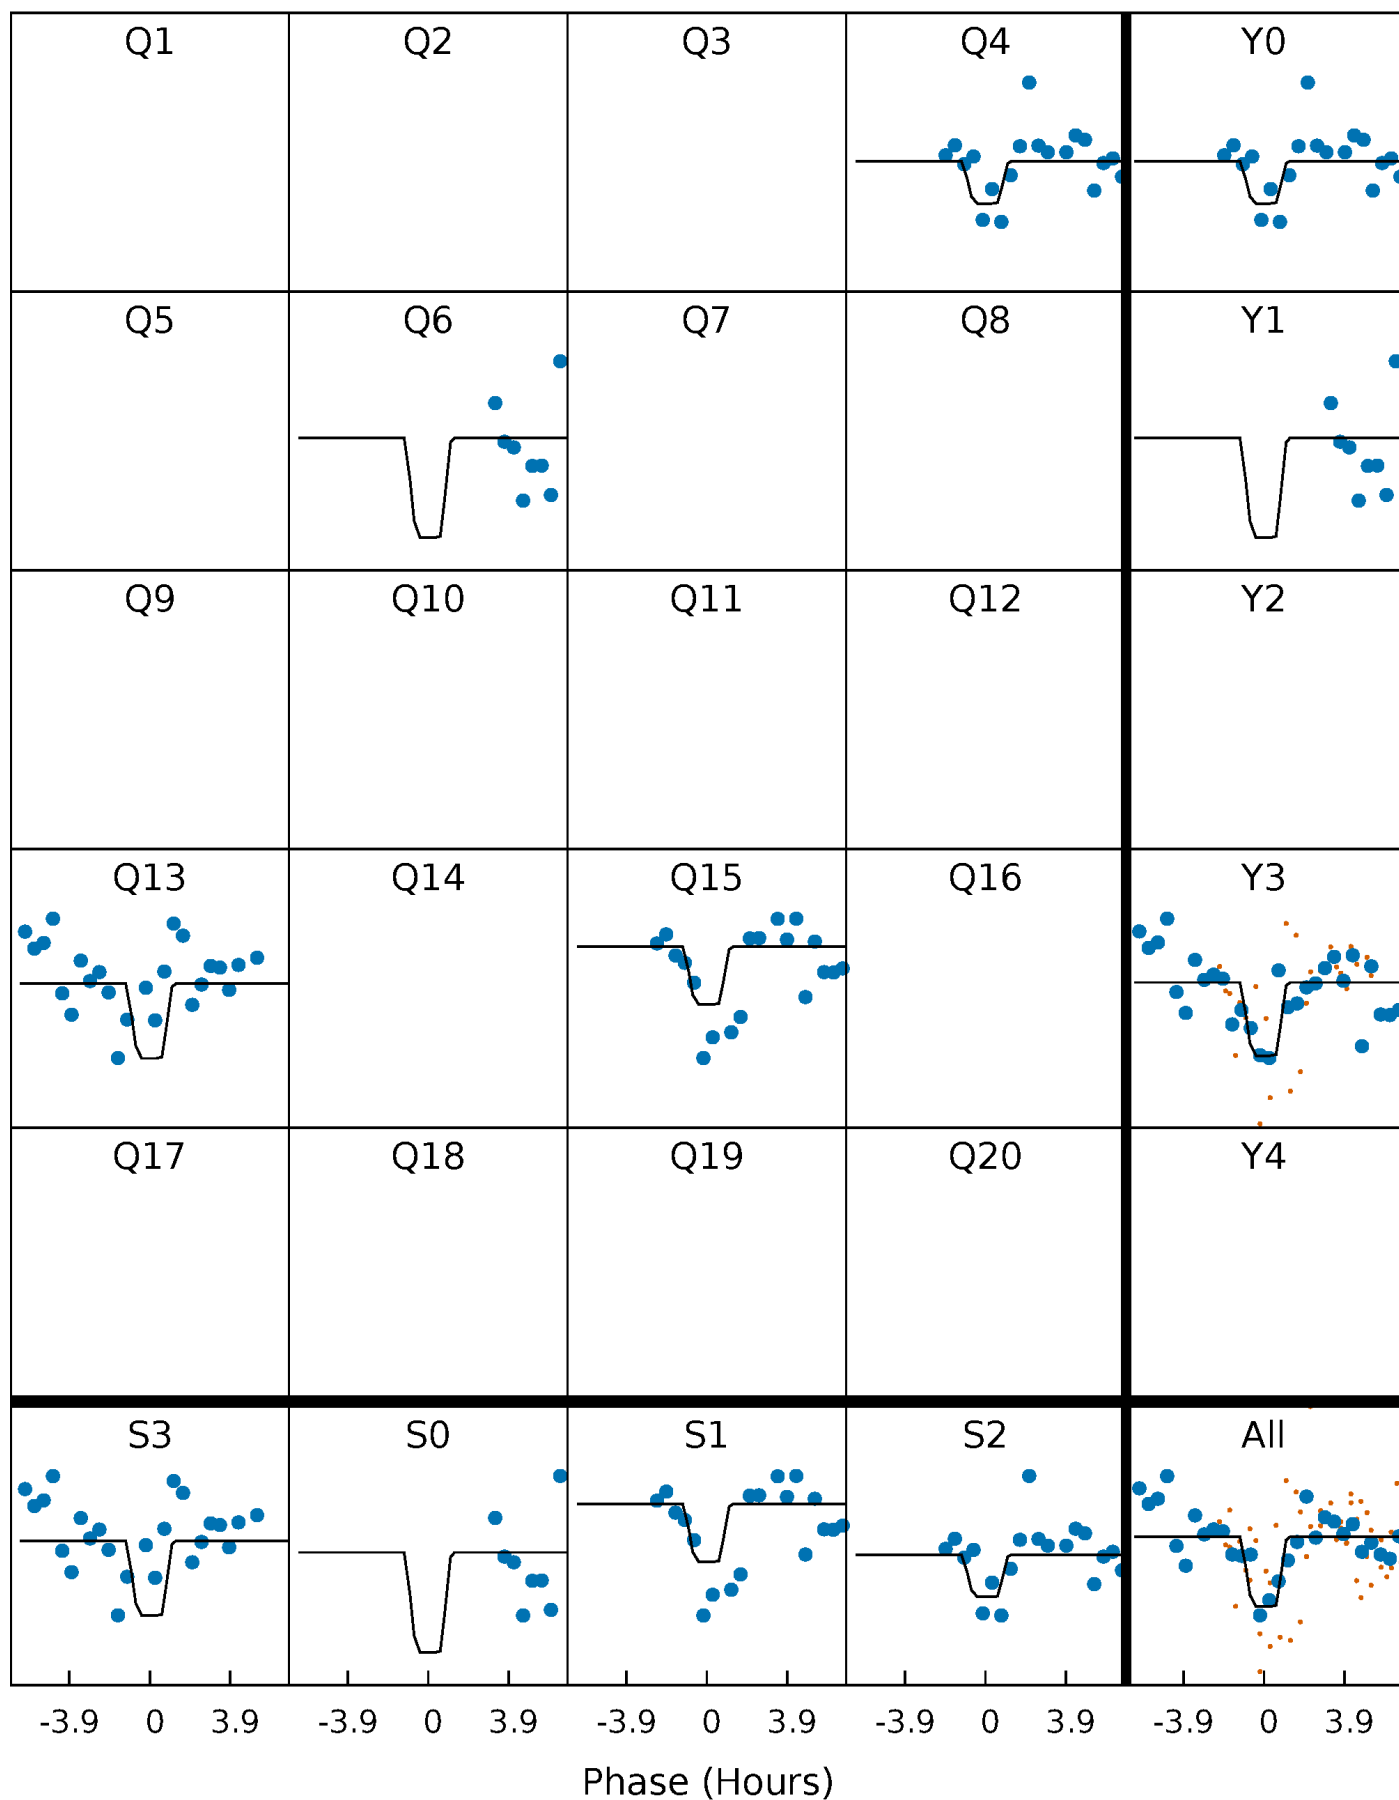 Q1 Q2 Q3 Q4 Y0
Q5 Q6 Q7 Q8 Y1
Q9 Q10 Q11 Q12 Y2
Q13 Q14 Q15 Q16 Y3
Q17 Q18 Q19 Q20 Y4
S3 S0 S1 S2 All
-3.9 0 3.9 -3.9 0 3.9 -3.9 0 3.9 -3.9 0 3.9 -3.9 0 3.9
Phase (Hours)